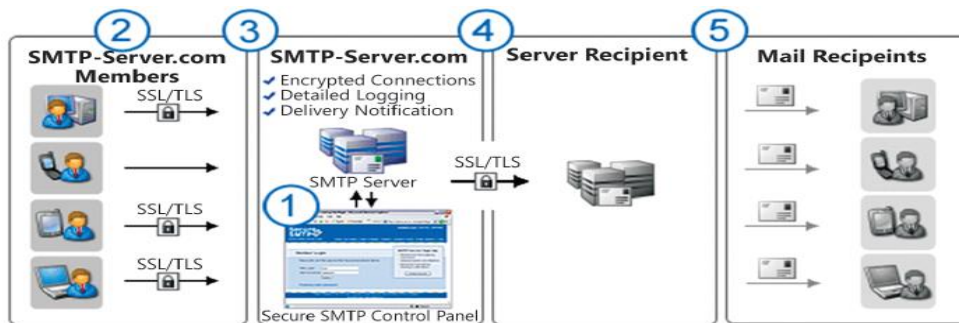 2
3
4
5
SMTP-Server.com
Members
SSL/TLS
SSL/TLS
SSL/TLS
SMTP-Server.com
Encrypted Connections
Detailed Logging
Delivery Notification
SMTP Server
1
Secure SMTP Control Panel
SSL/TLS
Server Recipient
Mail Recipeints